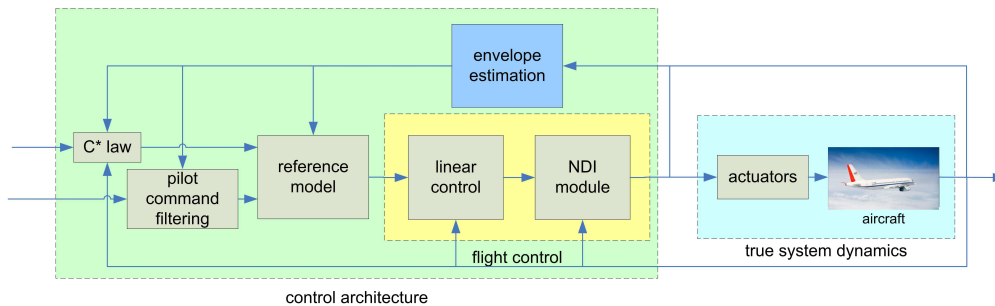 envelope
estimation
C* law
pilot
command
filtering
reference
model
linear
control
NDI
module
actuators
aircraft
flight control
true system dynamics
control architecture